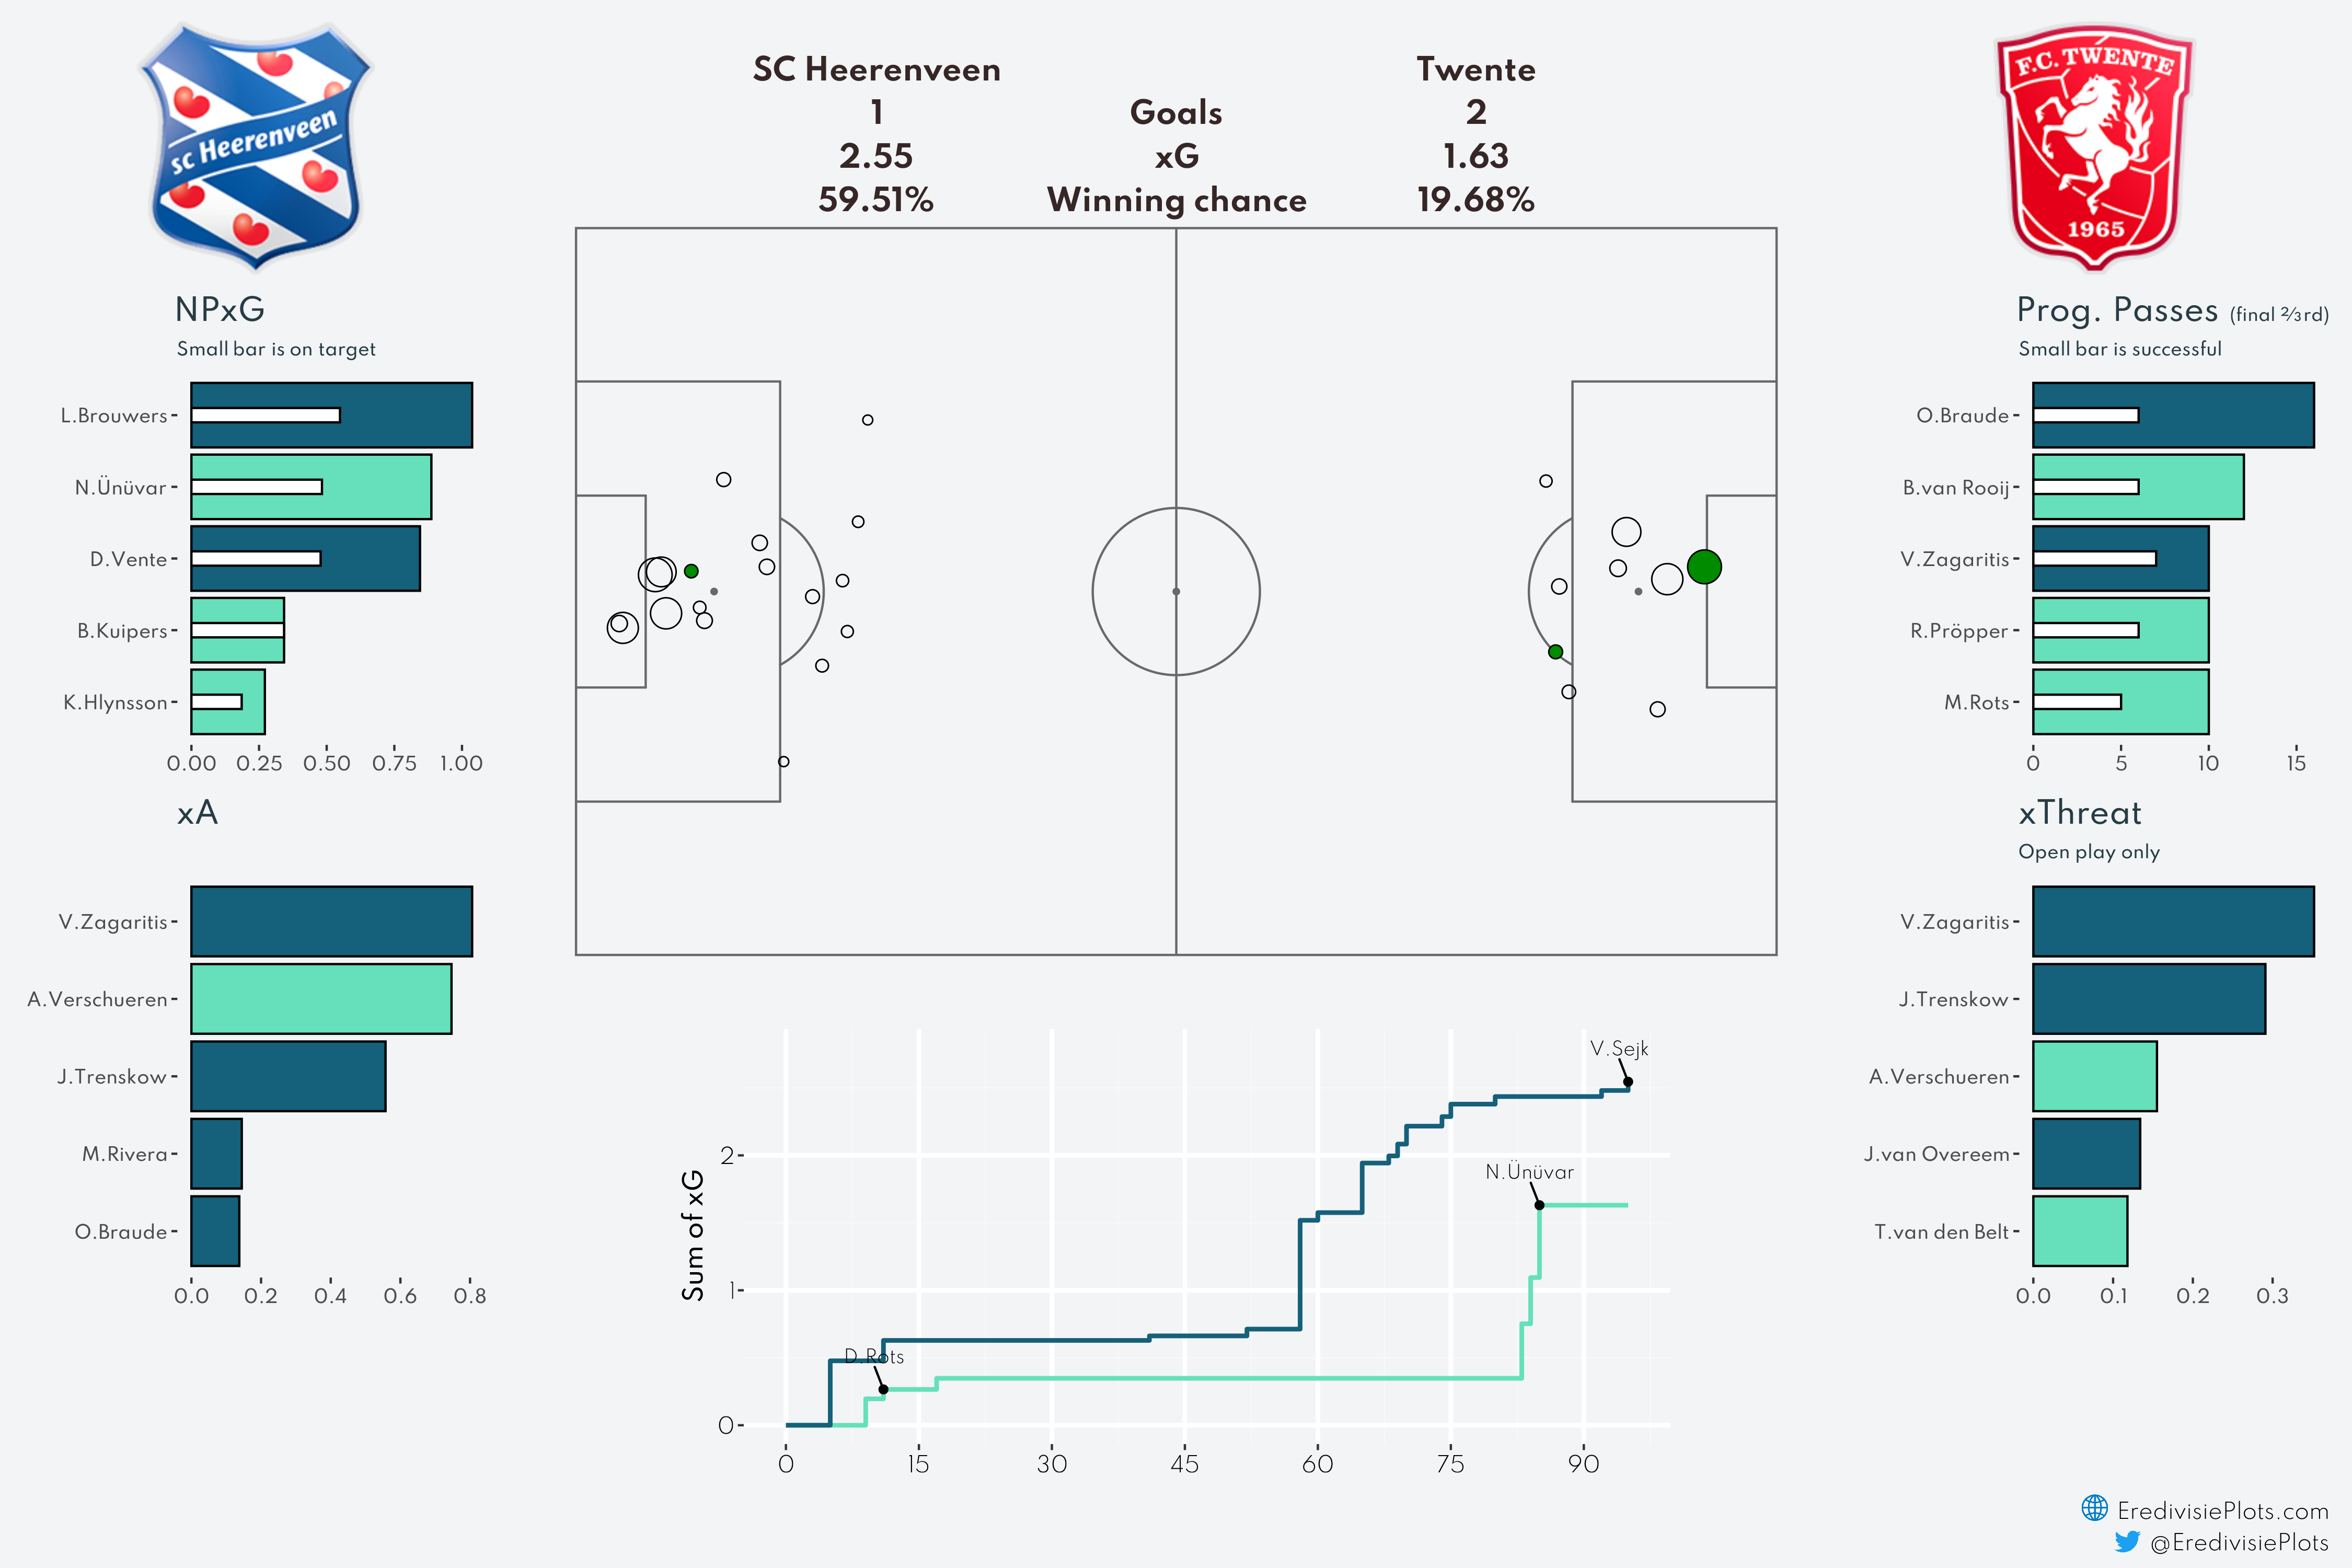 sc Heerenveen
SC Heerenveen Twente
1 Goals 2
2.55 xG 1.63
59.51% Winning chance 19.68%
F.C. TWENTE
1965
NPxG
Small bar is on target
L.Brouwers
N.Ünüvar
D.Vente
B.Kuipers
K.Hlynsson
0.00 0.25 0.50 0.75 1.00
xA
V.Zagaritis
A.Verschueren
J.Trenskow
M.Rivera
O.Braude
0.0 0.2 0.4 0.6 0.8
Sum of xG
2
1
0
V.Sejk
N.Ünüvar
D.Rots
0 15 30 45 60 75 90
Prog. Passes (final ⅔rd)
Small bar is successful
O.Braude
B.van Rooij
V.Zagaritis
R.Pröpper
M.Rots
0 5 10 15
xThreat
Open play only
V.Zagaritis
J.Trenskow
A.Verschueren
J.van Overeem
T.van den Belt
0.0 0.1 0.2 0.3
EredivisiePlots.com
@EredivisiePlots